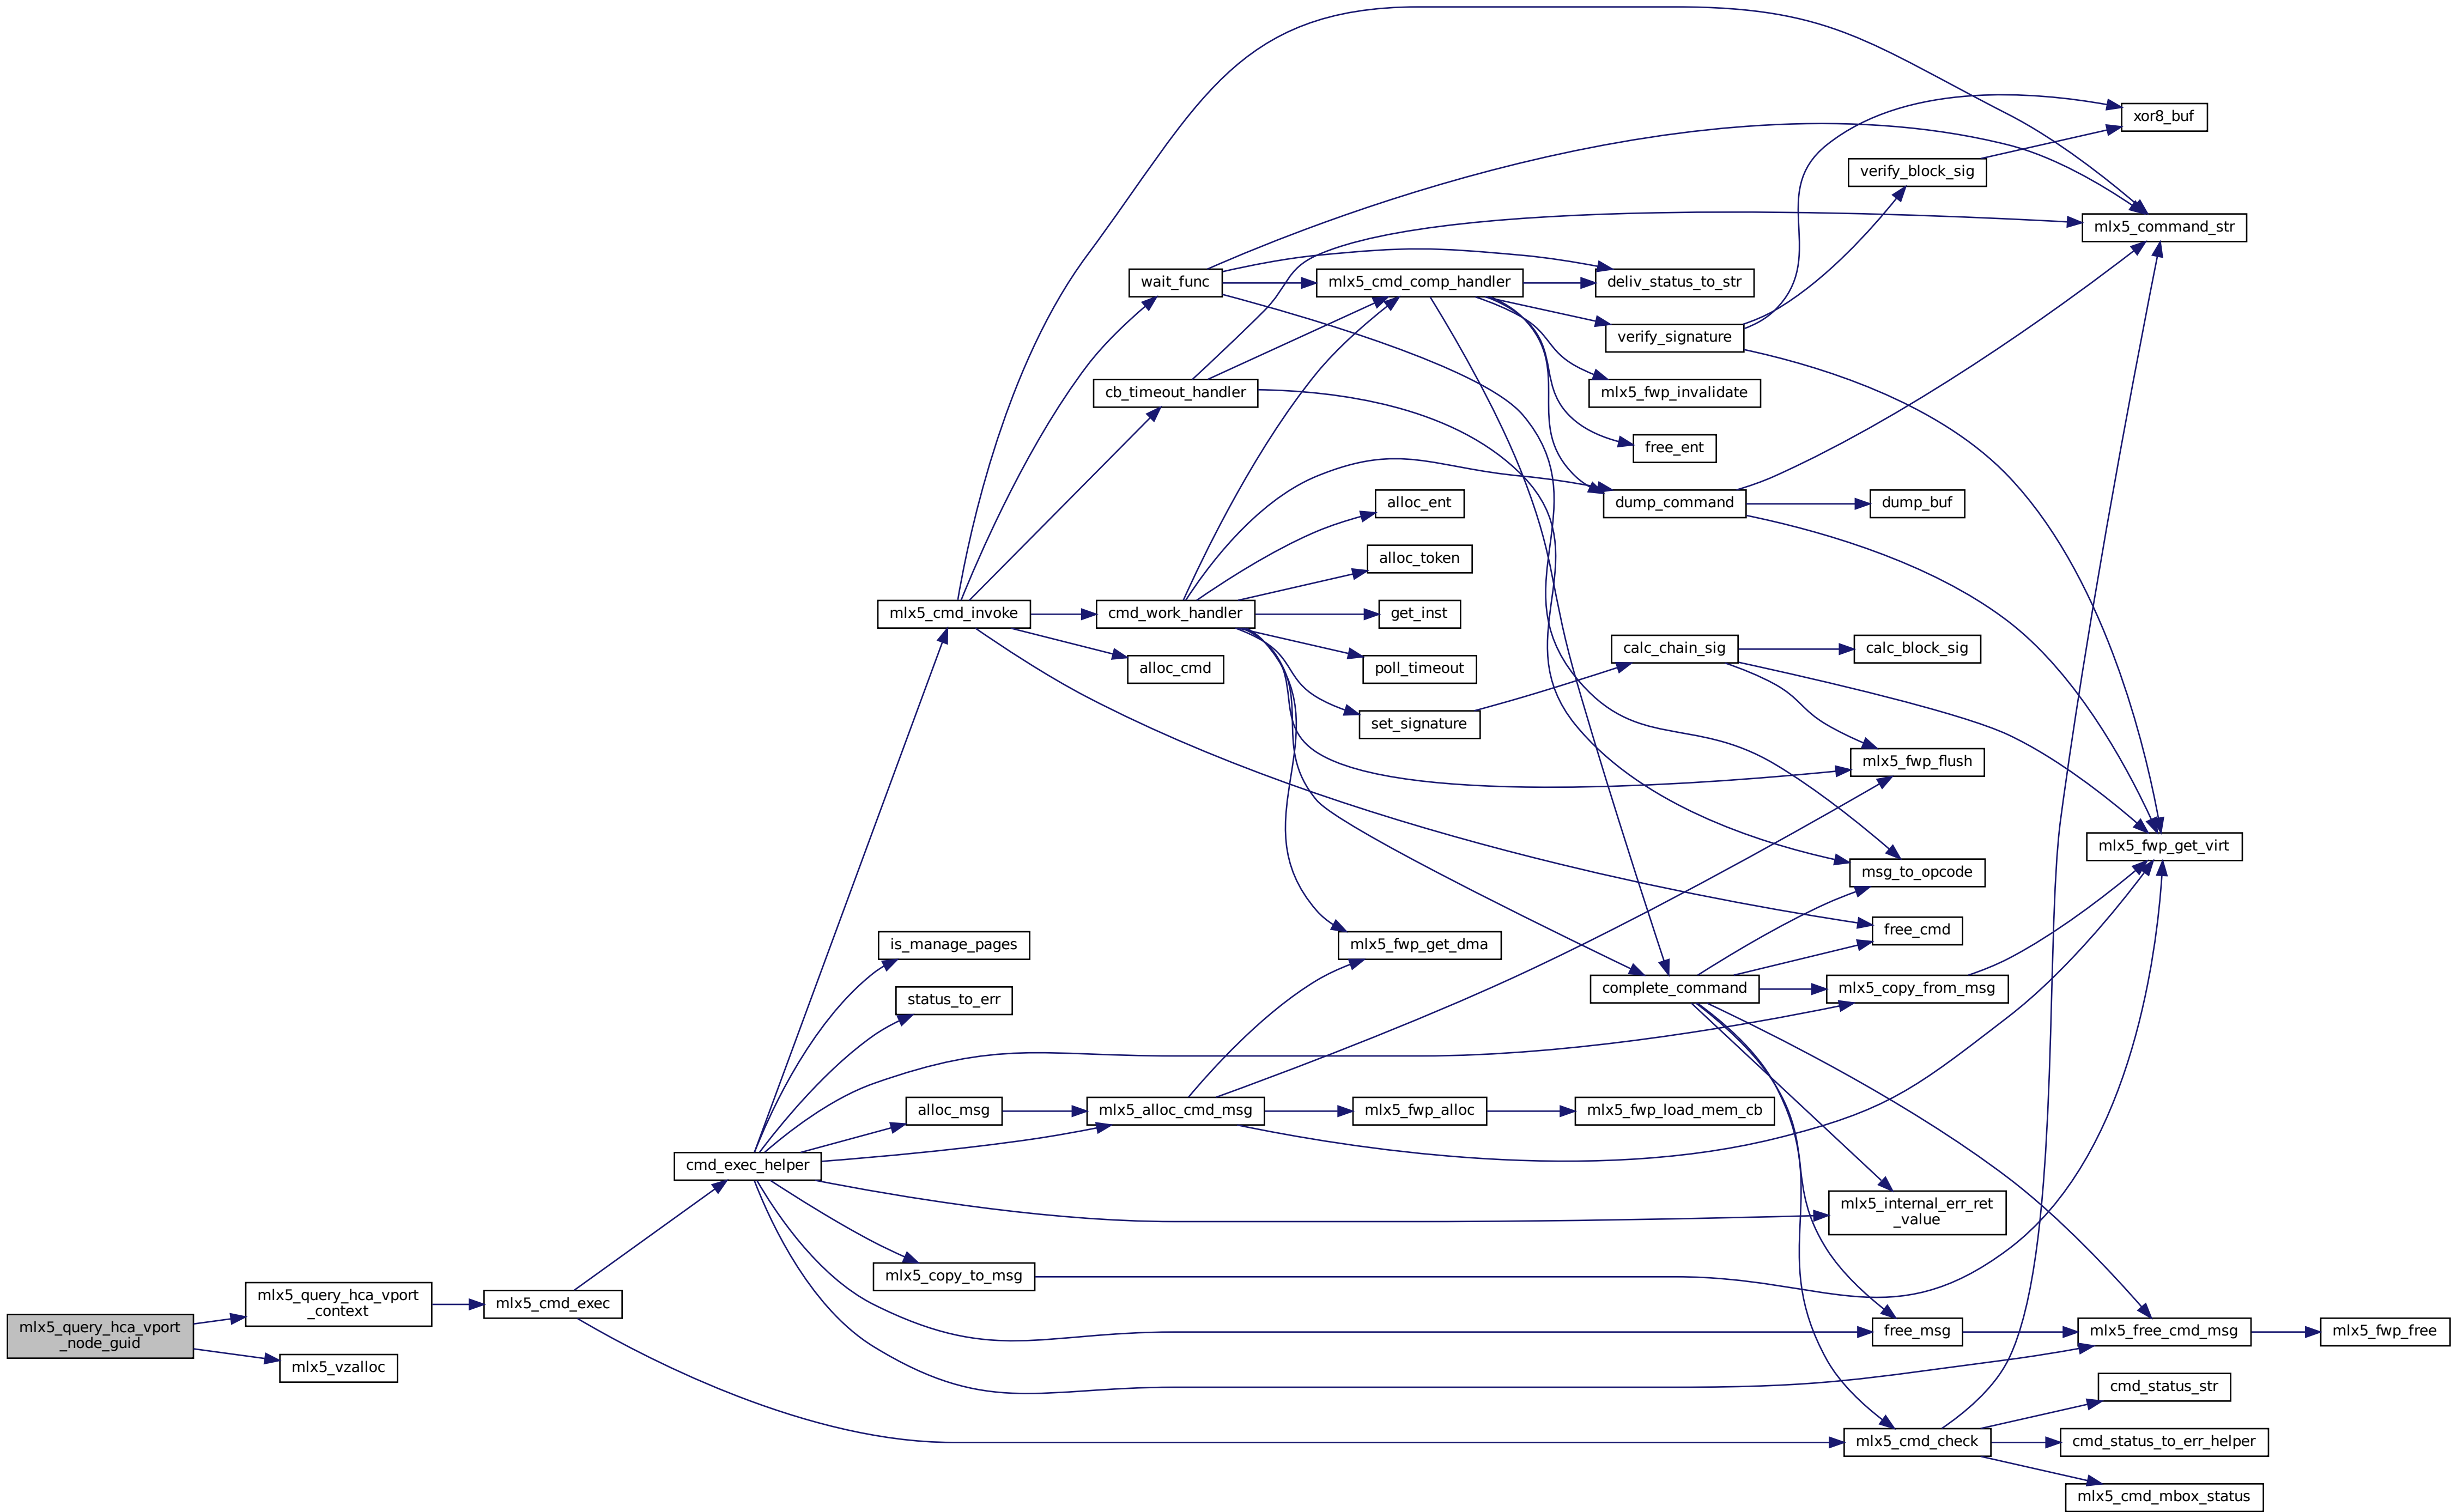 xor8_buf
verify_block_sig
mlx5_command_str
wait_func
mlx5_cmd_comp_handler
deliv_status_to_str
verify_signature
cb_timeout_handler
mlx5_fwp_invalidate
free_ent
alloc_ent
dump_command
dump_buf
alloc_token
mlx5_cmd_invoke
cmd_work_handler
get_inst
alloc_cmd
poll_timeout
calc_chain_sig
calc_block_sig
set_signature
mlx5_fwp_flush
mlx5_fwp_get_virt
msg_to_opcode
is_manage_pages
mlx5_fwp_get_dma
free_cmd
status_to_err
complete_command
mlx5_copy_from_msg
alloc_msg
mlx5_alloc_cmd_msg
mlx5_fwp_alloc
mlx5_fwp_load_mem_cb
cmd_exec_helper
mlx5_internal_err_ret
_value
mlx5_copy_to_msg
mlx5_query_hca_vport
_context
mlx5_cmd_exec
mlx5_query_hca_vport
_node_guid
free_msg
mlx5_free_cmd_msg
mlx5_fwp_free
mlx5_vzalloc
cmd_status_str
mlx5_cmd_check
cmd_status_to_err_helper
mlx5_cmd_mbox_status